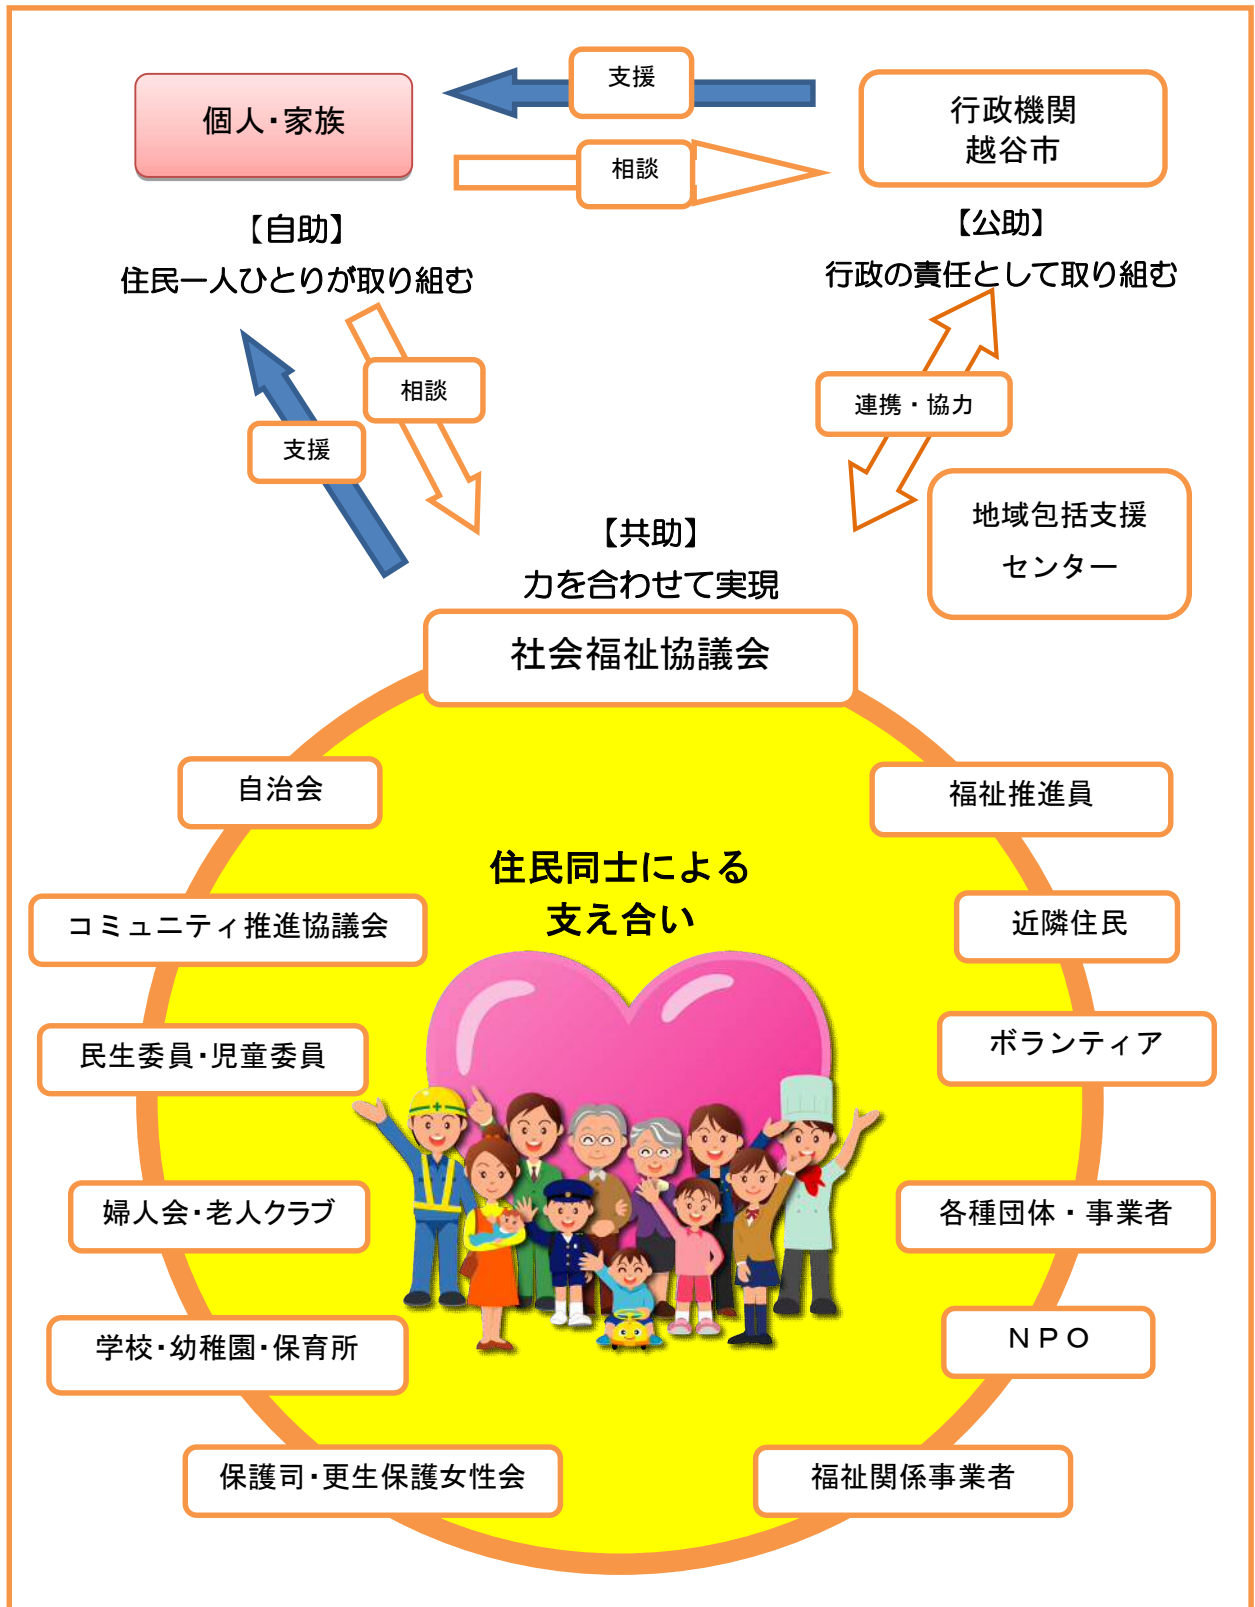 支援
個人・家族
行政機関
越谷市
相談
【自助】
住民一人ひとりが取り組む
【公助】
行政の責任として取り組む
相談
支援
連携・協力
地域包括支援
センター
【共助】
力を合わせて実現
社会福祉協議会
自治会
福祉推進員
住民同士による
支え合い
コミュニティ推進協議会
近隣住民
民生委員・児童委員
ボランティア
婦人会・老人クラブ
各種団体・事業者
学校・幼稚園・保育所
ＮＰＯ
保護司・更生保護女性会
福祉関係事業者